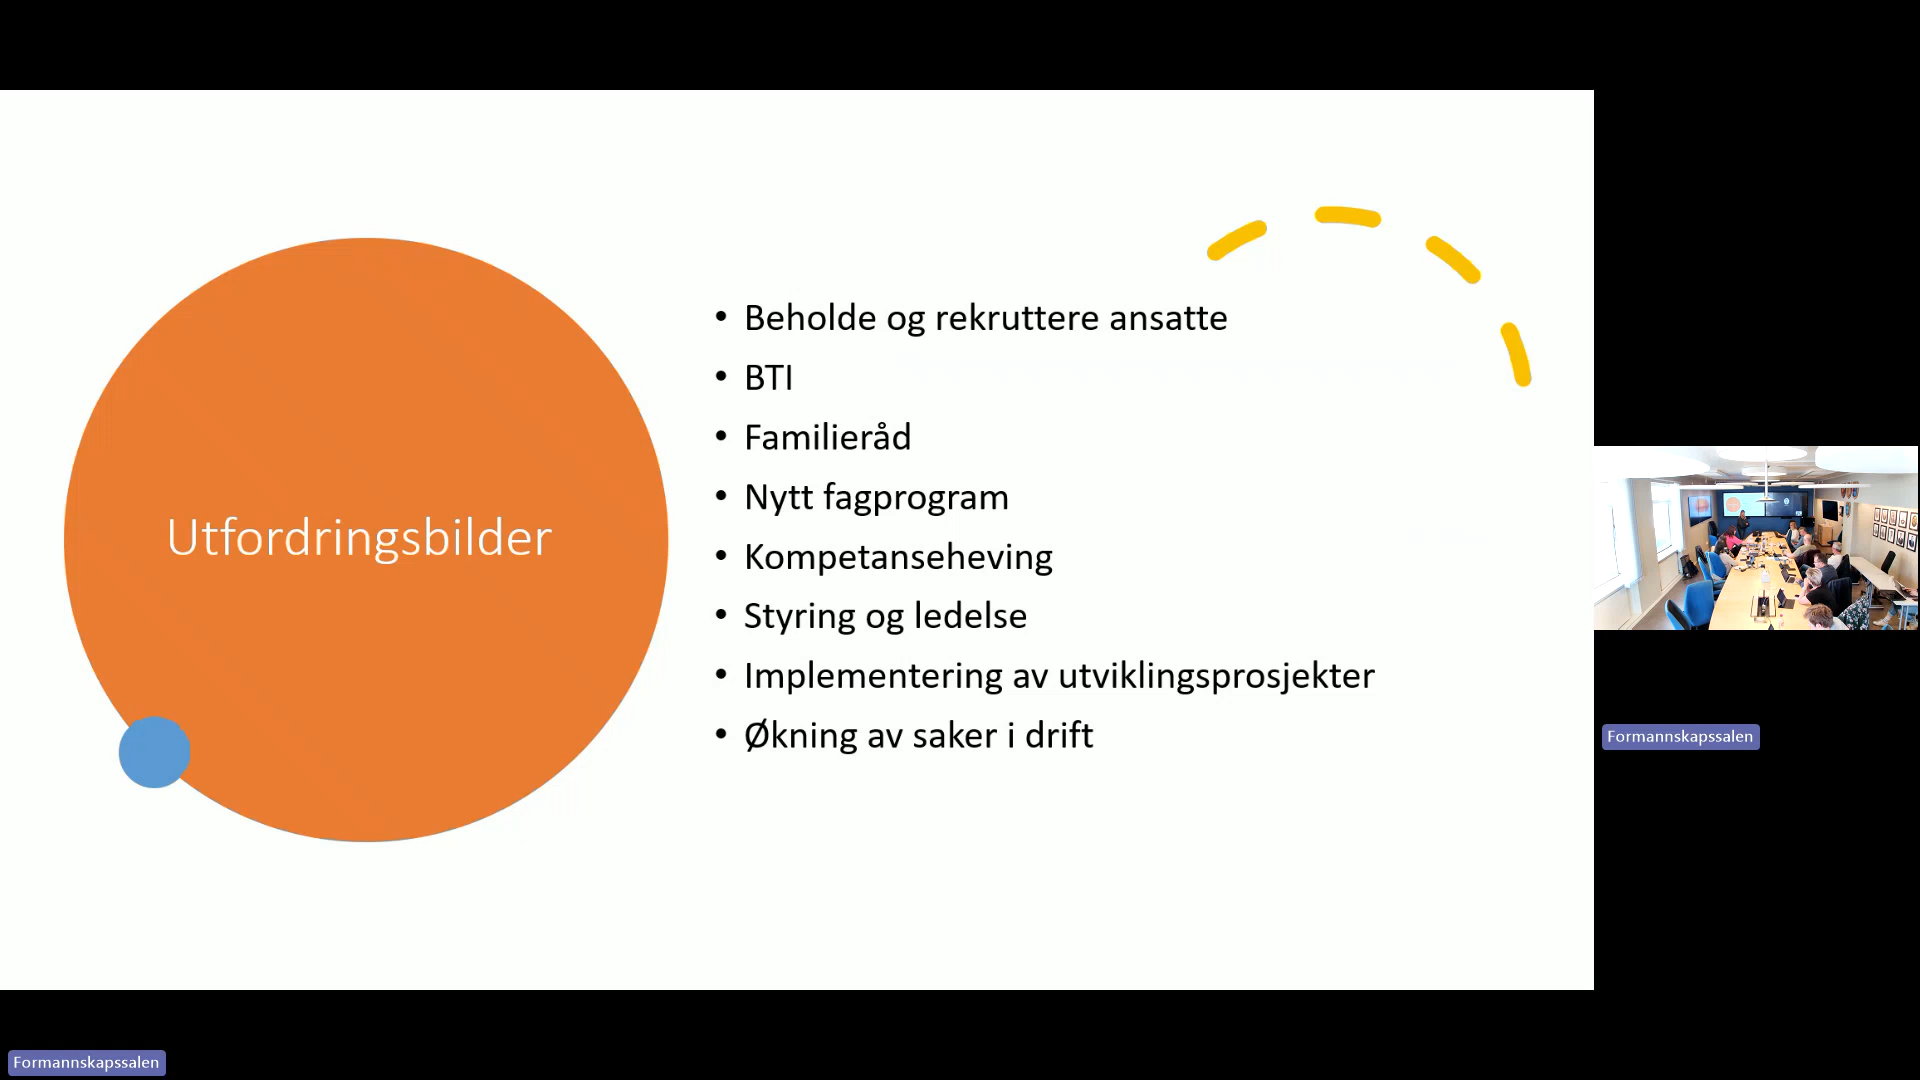 Utfordringsbilder
• Beholde og rekruttere ansatte
• BTI
• Familieråd
• Nytt fagprogram
• Kompetanseheving
• Styring og ledelse
• Implementering av utviklingsprosjekter
• Økning av saker i drift
Formannskapssalen
Formannskapssalen